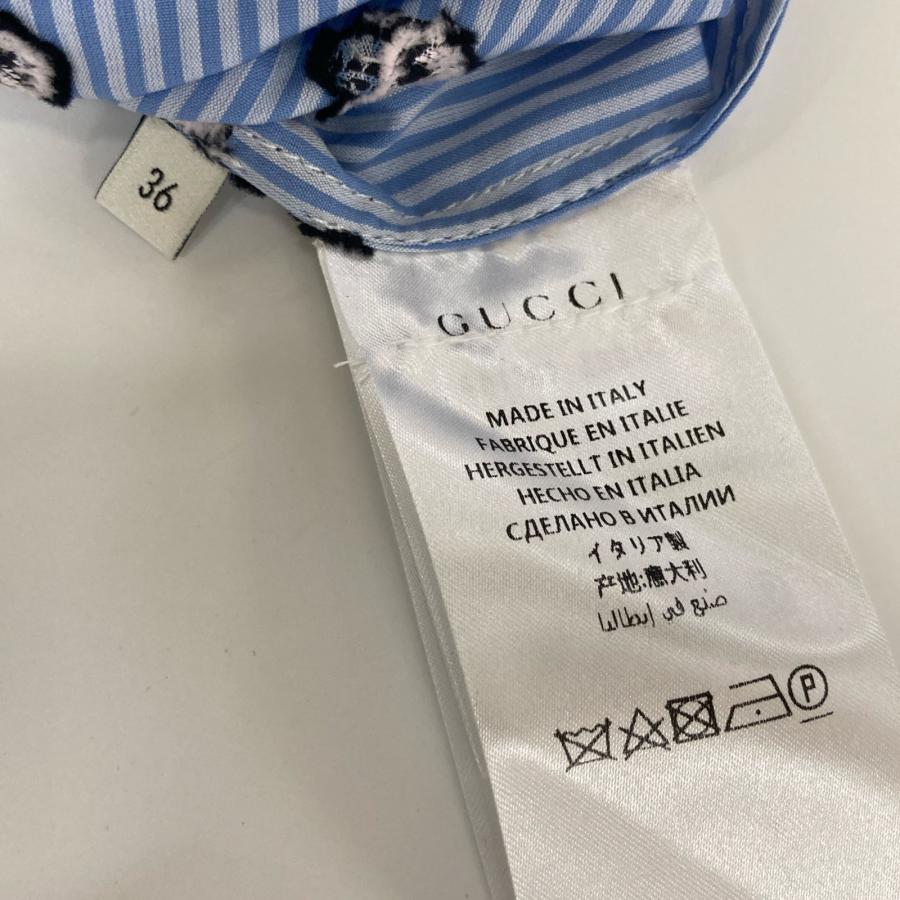 36
GUCCI
MADE IN ITALY
FABRIQUE EN ITALIE
HERGESTELLT IN ITALIEN
HECHO EN ITALIA
СДЕЛАНО В ИТАЛИИ
イタリア製
产地:意大利
صنع في إيطاليا
P